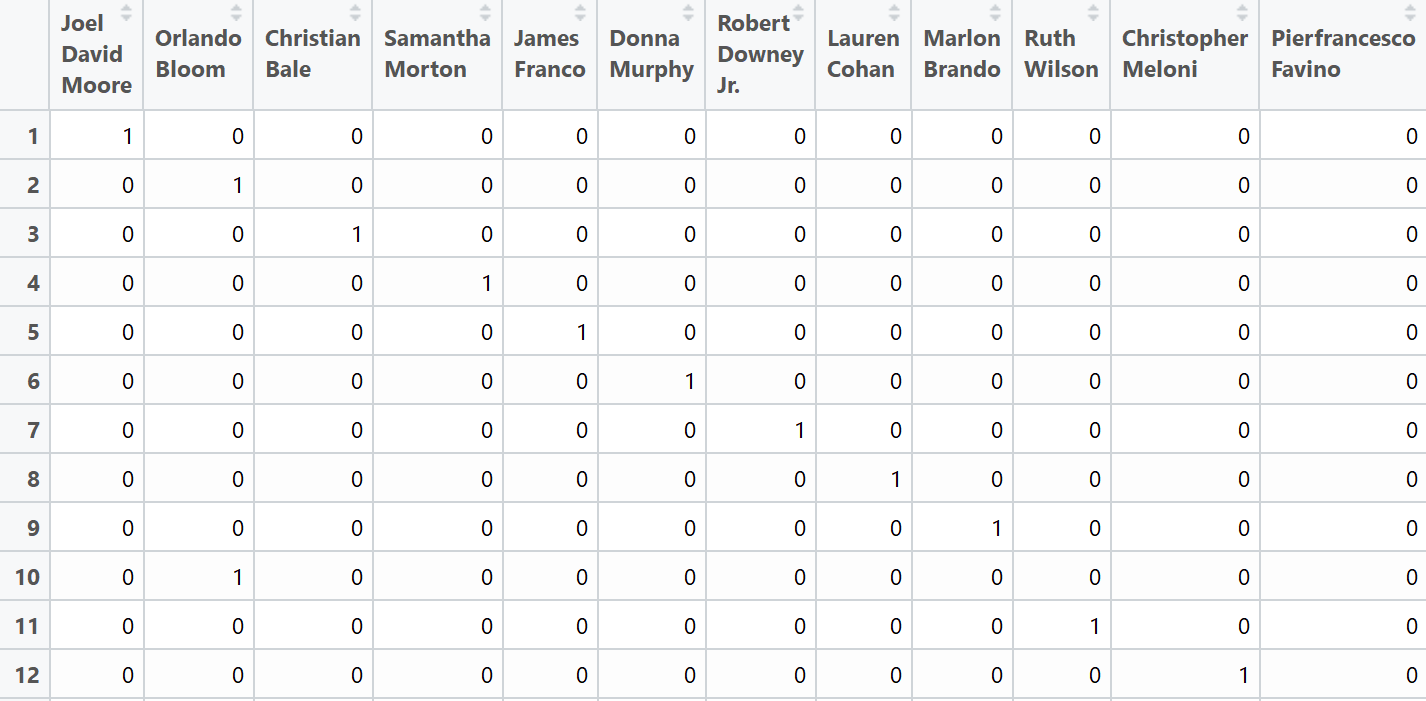 Joel David Moore Orlando Bloom Christian Bale Samantha Morton James Franco Donna Murphy Robert Downey Jr. Lauren Cohan Marlon Brando Ruth Wilson Christopher Meloni Pierfrancesco Favino
1 1 0 0 0 0 0 0 0 0 0 0 0
2 0 1 0 0 0 0 0 0 0 0 0 0
3 0 0 1 0 0 0 0 0 0 0 0 0
4 0 0 0 1 0 0 0 0 0 0 0 0
5 0 0 0 0 1 0 0 0 0 0 0 0
6 0 0 0 0 0 1 0 0 0 0 0 0
7 0 0 0 0 0 0 1 0 0 0 0 0
8 0 0 0 0 0 0 0 1 0 0 0 0
9 0 0 0 0 0 0 0 0 1 0 0 0
10 0 1 0 0 0 0 0 0 0 0 0 0
11 0 0 0 0 0 0 0 0 0 1 0 0
12 0 0 0 0 0 0 0 0 0 0 1 0